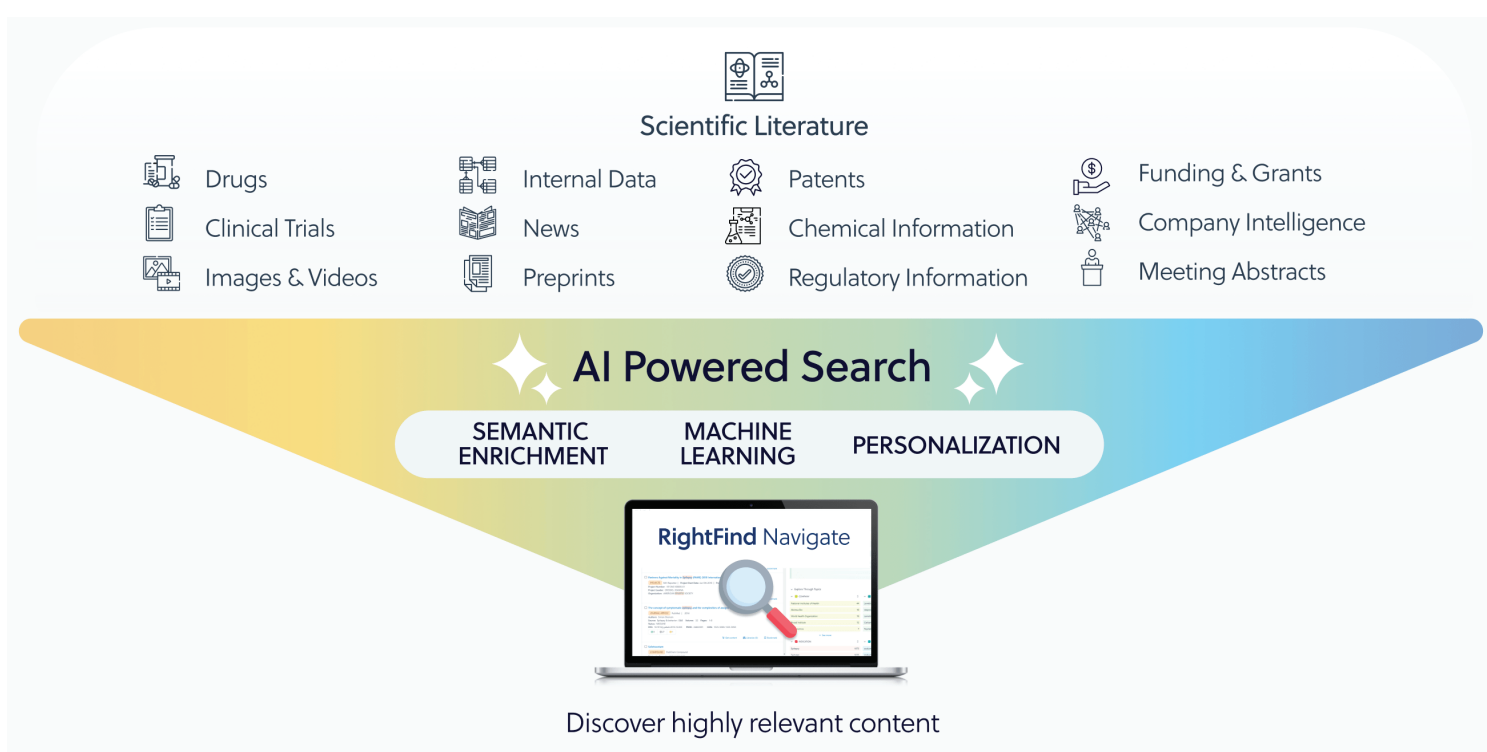 Scientific Literature
Drugs
Clinical Trials
Images & Videos
Internal Data
News
Preprints
Patents
Chemical Information
Regulatory Information
Funding & Grants
Company Intelligence
Meeting Abstracts
AI Powered Search
SEMANTIC
ENRICHMENT
MACHINE
LEARNING
PERSONALIZATION
RightFind Navigate
Discover highly relevant content